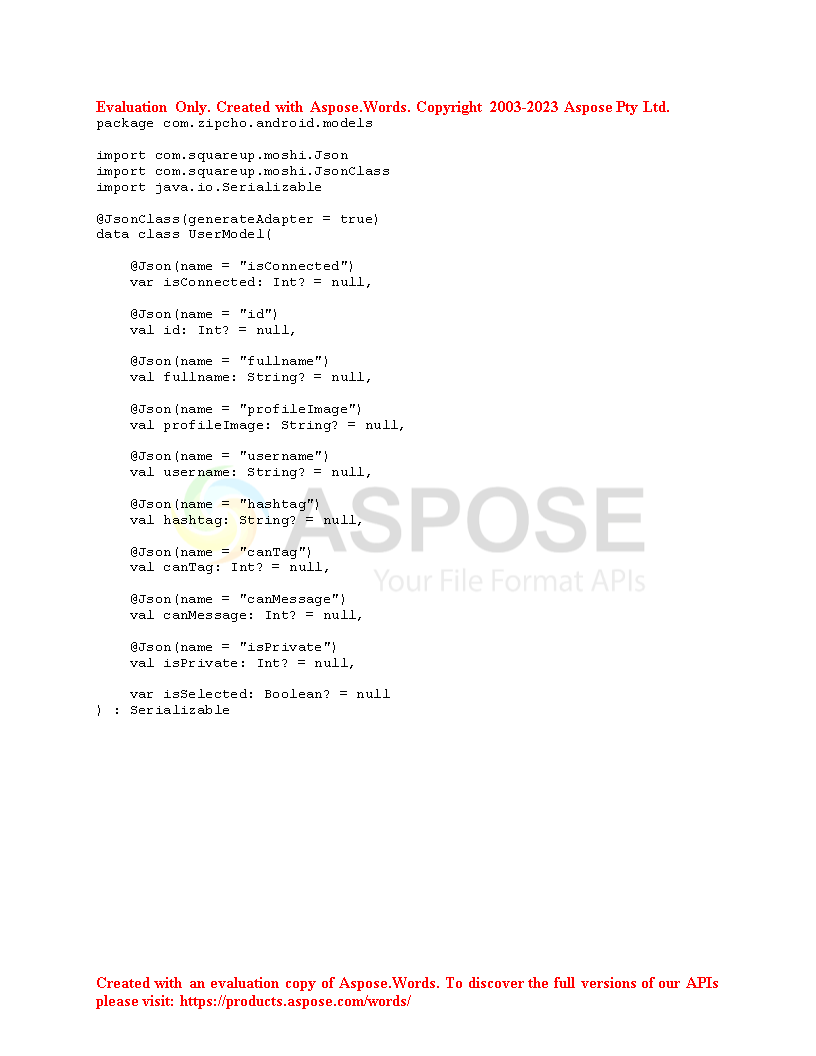 Evaluation Only. Created with Aspose.Words. Copyright 2003-2023 Aspose Pty Ltd.
package com.zipcho.android.models
import com.squareup.moshi.Json
import com.squareup.moshi.JsonClass
import java.io.Serializable
@JsonClass(generateAdapter = true)
data class UserModel(
@Json(name = "isConnected")
var isConnected: Int? = null,
@Json(name = "id")
val id: Int? = null,
@Json(name = "fullname")
val fullname: String? = null,
@Json(name = "profileImage")
val profileImage: String? = null,
@Json(name = "username")
val username: String? = null,
@Json(name = "hashtag")
val hashtag: String? = null,
@Json(name = "canTag")
val canTag: Int? = null,
@Json(name = "canMessage")
val canMessage: Int? = null,
@Json(name = "isPrivate")
val isPrivate: Int? = null,
var isSelected: Boolean? = null
) : Serializable
ASPOSE
Your File Format APIs
Created with an evaluation copy of Aspose.Words. To discover the full versions of our APIs
please visit: https://products.aspose.com/words/